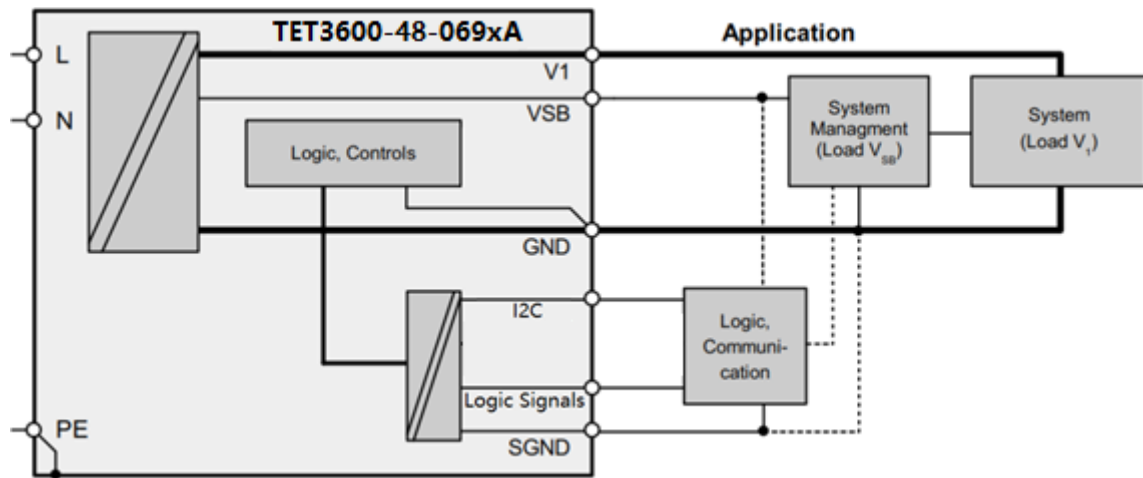 TET3600-48-069xA
Application
L
V1
VSB
N
Logic, Controls
System
Managment
(Load VSB)
System
(Load V1)
GND
I2C
Logic,
Communi-
cation
Logic Signals
PE
SGND